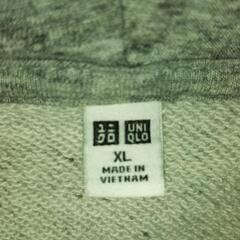 ユニ UNI
クロ QLO
XL
MADE IN
VIETNAM